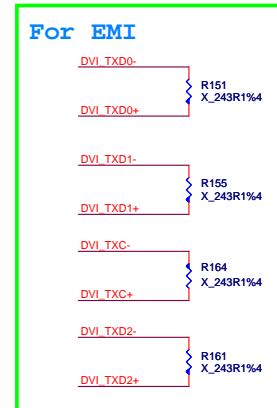 For EMI
DVI_TXD0-
R151
X_243R1%4
DVI_TXD0+
DVI_TXD1-
R155
X_243R1%4
DVI_TXD1+
DVI_TXC-
R164
X_243R1%4
DVI_TXC+
DVI_TXD2-
R161
X_243R1%4
DVI_TXD2+